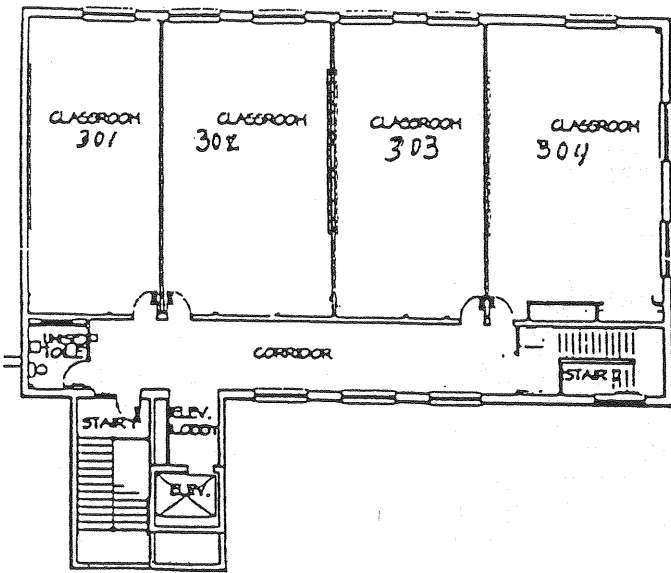 CLASSROOM
301
CLASSROOM
302
CLASSROOM
303
CLASSROOM
304
CORRIDOR
STAIR
STAIR
ELEV.
LOBBY
ELEV.